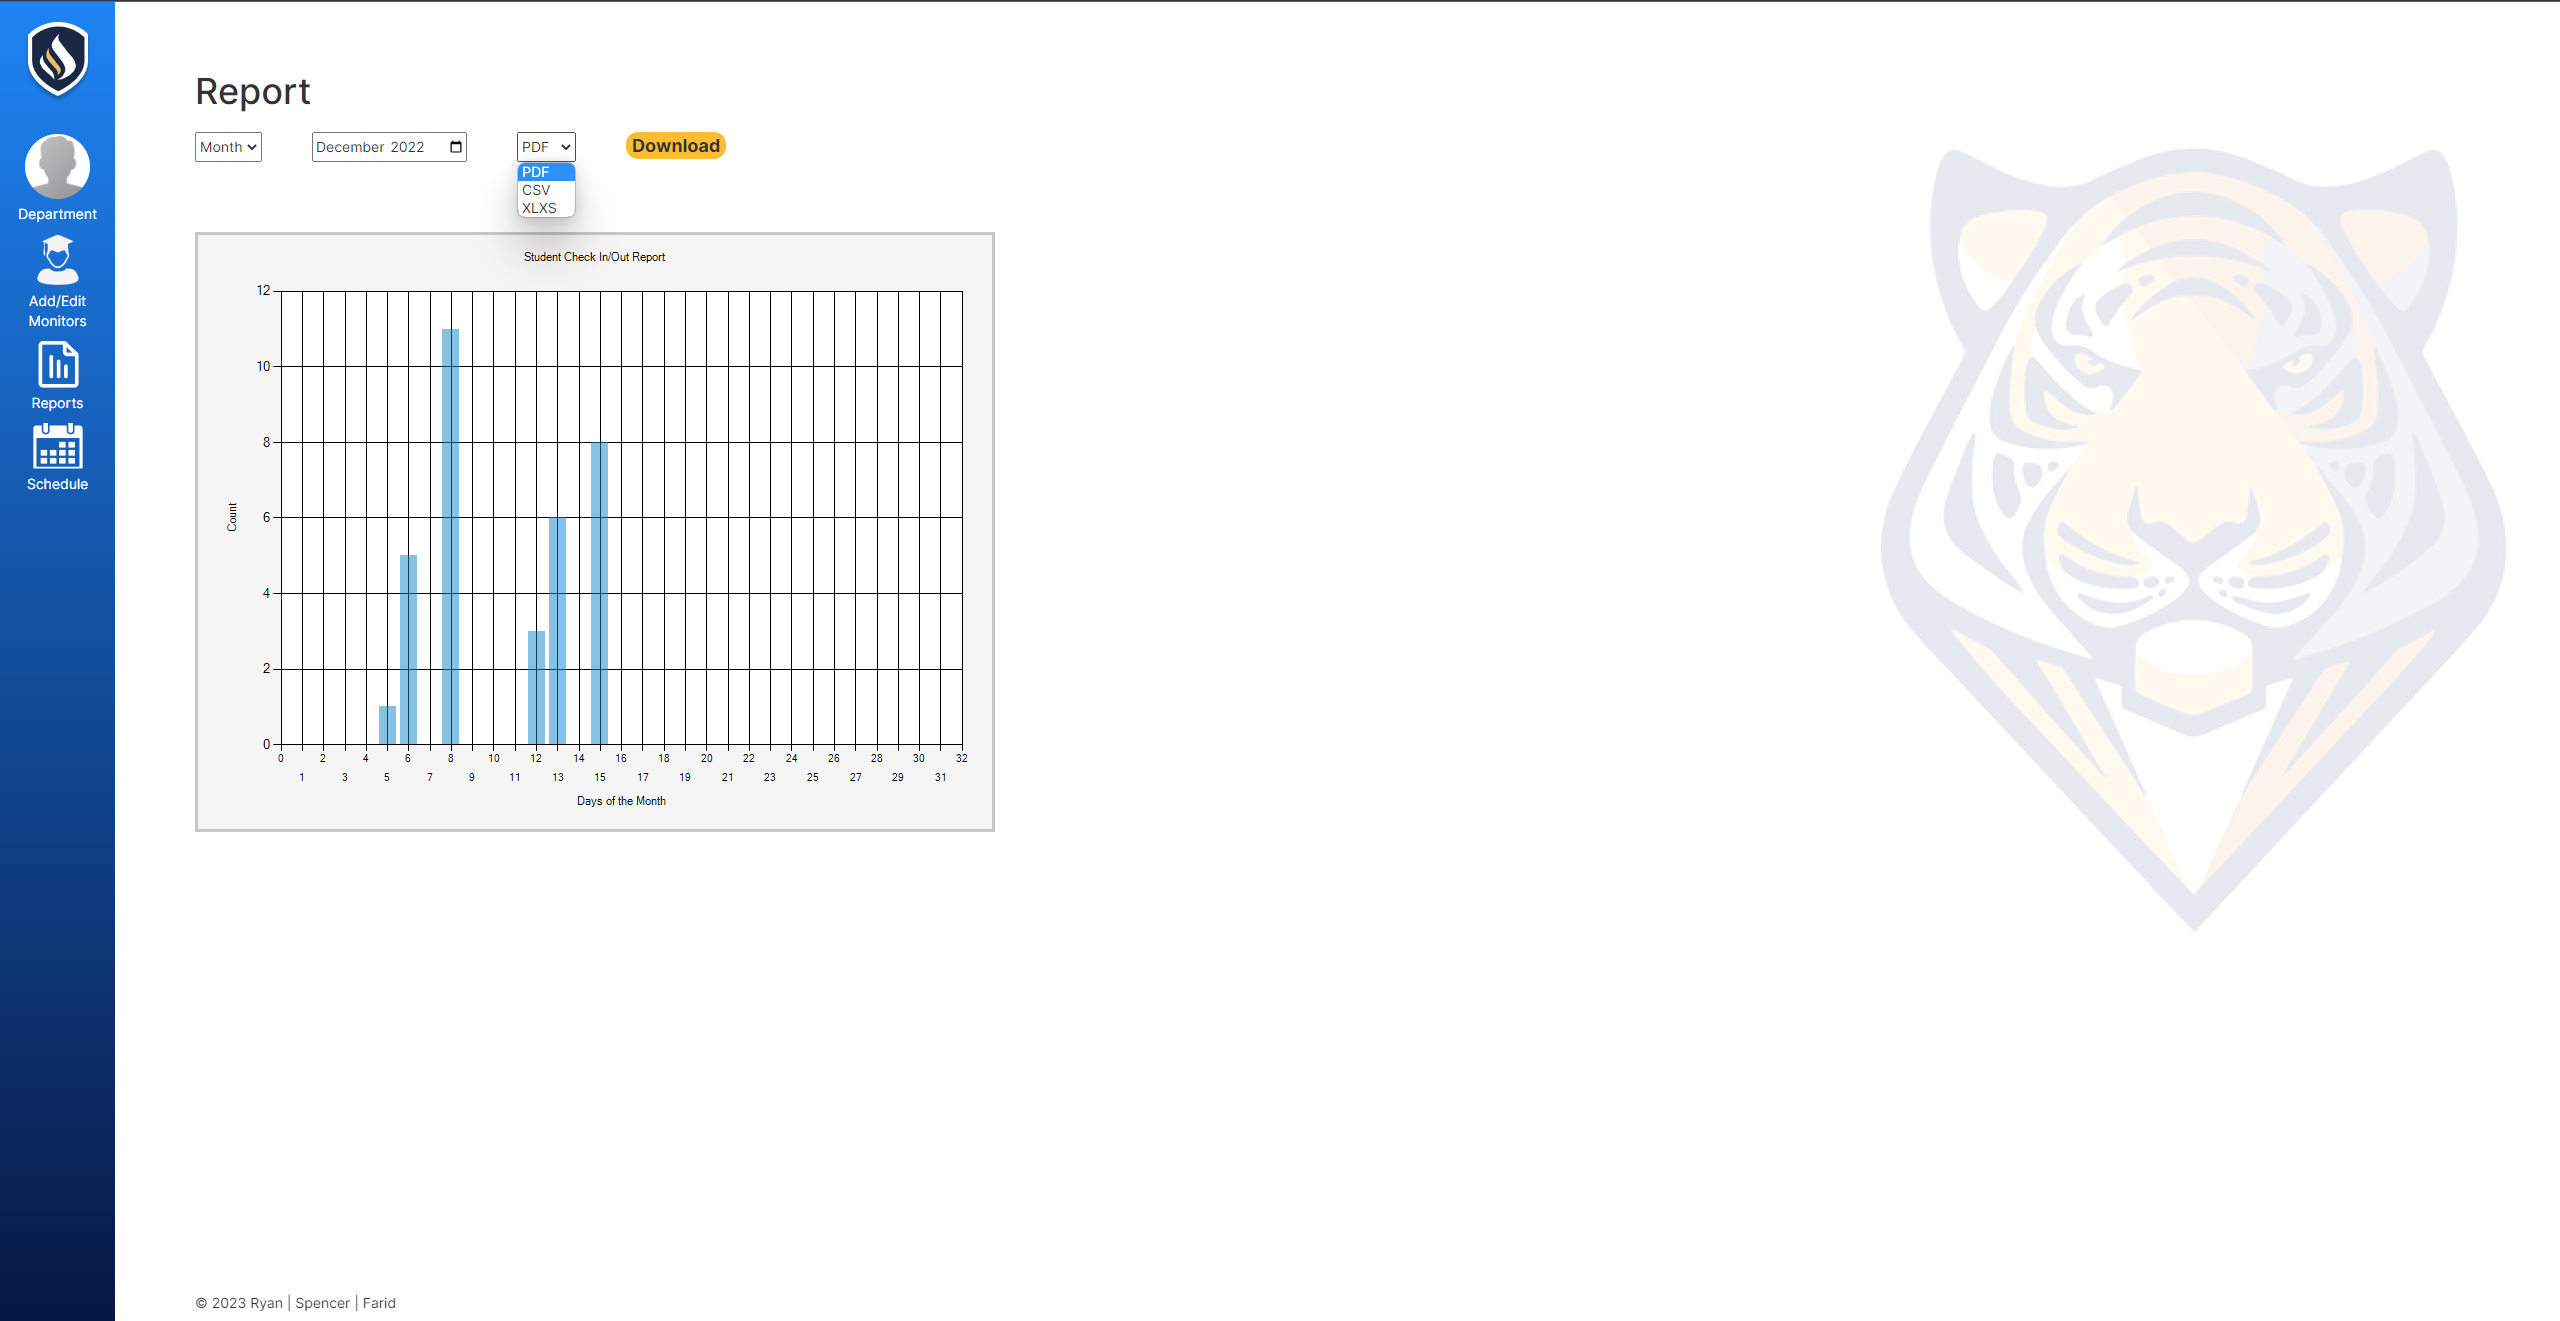 Report
Month
December 2022
PDF
Download
PDF
CSV
XLXS
Department
Add/Edit
Monitors
Reports
Schedule
Student Check In/Out Report
12
10
8
6
4
2
0
Count
0 2 4 6 8 10 12 14 16 18 20 22 24 26 28 30 32
1 3 5 7 9 11 13 15 17 19 21 23 25 27 29 31
Days of the Month
© 2023 Ryan | Spencer | Farid